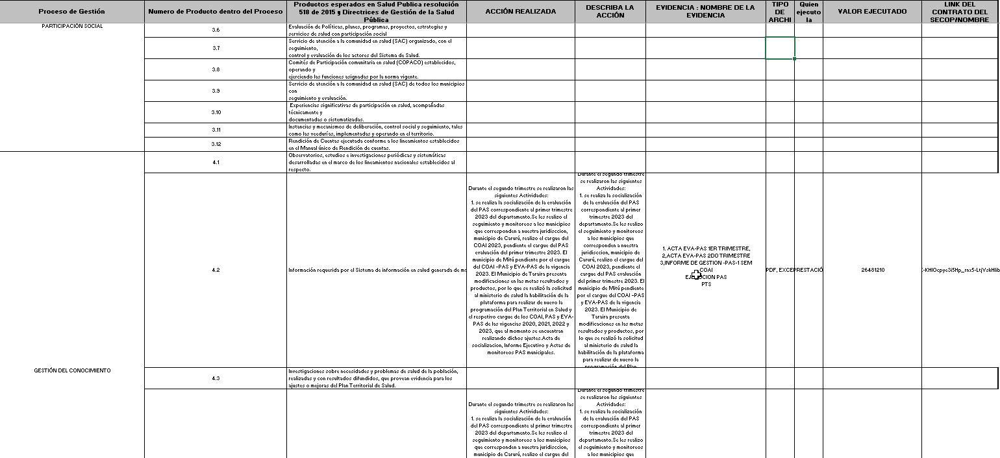 Proceso de Gestión
Numero de Producto dentro del Proceso
Productos esperados en Salud Publica resolución
518 de 2015 y Directrices de Gestión de la Salud
Pública
ACCIÓN REALIZADA
DESCRIBA LA
ACCIÓN
EVIDENCIA : NOMBRE DE LA
EVIDENCIA
TIPO
DE
ARCHI
Quien
ejecuto
la
VALOR EJECUTADO
LINK DEL
CONTRATO DEL
SECOP/NOMBRE
PARTICIPACIÓN SOCIAL
3.6
Evaluación de Políticas, planes, programas, proyectos, estrategias y
servicios de salud con participación social
3.7
Servicio de atención a la comunidad en salud (SAC) organizado, con el
seguimiento,
control y evaluación de los actores del Sistema de Salud.
3.8
Comités de Participación comunitaria en salud (COPACO) establecidos,
operando y
ejerciendo las funciones asignadas por la norma vigente.
3.9
Servicio de atención a la comunidad en salud (SAC) de todos los municipios
con
seguimiento y evaluación.
3.10
Experiencias significativas de participación en salud, acompañadas
técnicamente y
documentadas o sistematizadas.
3.11
Instancias y mecanismos de deliberación, control social y seguimiento, tales
como las veedurías, implementadas y operando en el territorio.
3.12
Rendición de Cuentas ejecutada conforme a los lineamientos establecidos
en el Manual único de Rendición de cuentas.
GESTIÓN DEL CONOCIMIENTO
4.1
Observatorios, estudios e investigaciones periódicas y sistemáticas
desarrolladas en el marco de los lineamientos nacionales establecidos al
respecto.
4.2
Información requerida por el Sistema de información en salud generada de ma
Durante el segundo trimestre se realizaron las
siguientes Actividades:
1. se realiza la socialización de la evaluación
del PAS correspondiente al primer trimestre
2023 del departamento.Se les realizo el
seguimiento y monitoreos a los municipios
que corresponden a nuestra juridisccion,
municipio de Carurú, realizo el cargue del
COAI 2023, pendiente el cargue del PAS
evaluación del primer trimestre 2023. El
municipio de Mitú pendiente por el cargue
del COAI -PAS y EVA-PAS de la vigencia
2023. El Municipio de Taraira presenta
modificaciones en las metas resultados y
productos, por lo que se realizó la solicitud
al ministerio de salud la habilitación de la
plataforma para realizar de nuevo la
programación del Plan Territorial en Salud y
el respetivo cargue de los COAI, PAS y EVA-
PAS de las vigencias 2020, 2021, 2022 y
2023, que al momento se encuentran
realizando dichos ajustes.Acta de
socializacion, Informe Ejecutivo y Actas de
monitoreos PAS municipales.
Durante el segundo trimestre
se realizaron las siguientes
Actividades:
1. se realiza la socialización
de la evaluación del PAS
correspondiente al primer
trimestre 2023 del
departamento.Se les realizo
el seguimiento y monitoreos
a los municipios que
corresponden a nuestra
juridisccion, municipio de
Carurú, realizo el cargue del
COAI 2023, pendiente el
cargue del PAS evaluación
del primer trimestre 2023. El
municipio de Mitú pendiente
por el cargue del COAI -PAS
y EVA-PAS de la vigencia
2023. El Municipio de
Taraira presenta
modificaciones en las metas
resultados y productos, por
lo que se realizó la solicitud
al ministerio de salud la
habilitación de la plataforma
para realizar de nuevo la
programación del Plan
1. ACTA EVA-PAS 1ER TRIMESTRE,
2,ACTA EVA-PAS 2DO TRIMESTRE
3,INFORME DE GESTION -PAS-1 SEM
COAI
PAS
PTS
PDF, EXCE
PRESTACIÓ
26481210
4.3
Investigaciones sobre necesidades y problemas de salud de la población,
realizadas y con resultados difundidos, que provean evidencia para los
ajustes o mejoras del Plan Territorial de Salud.
Durante el segundo trimestre se realizaron las
siguientes Actividades:
1. se realiza la socialización de la evaluación
del PAS correspondiente al primer trimestre
2023 del departamento.Se les realizo el
seguimiento y monitoreos a los municipios
que corresponden a nuestra juridisccion,
municipio de Carurú, realizo el cargue del
Durante el segundo trimestre
se realizaron las siguientes
Actividades:
1. se realiza la socialización
de la evaluación del PAS
correspondiente al primer
trimestre 2023 del
departamento.Se les realizo
el seguimiento y monitoreos
a los municipios que